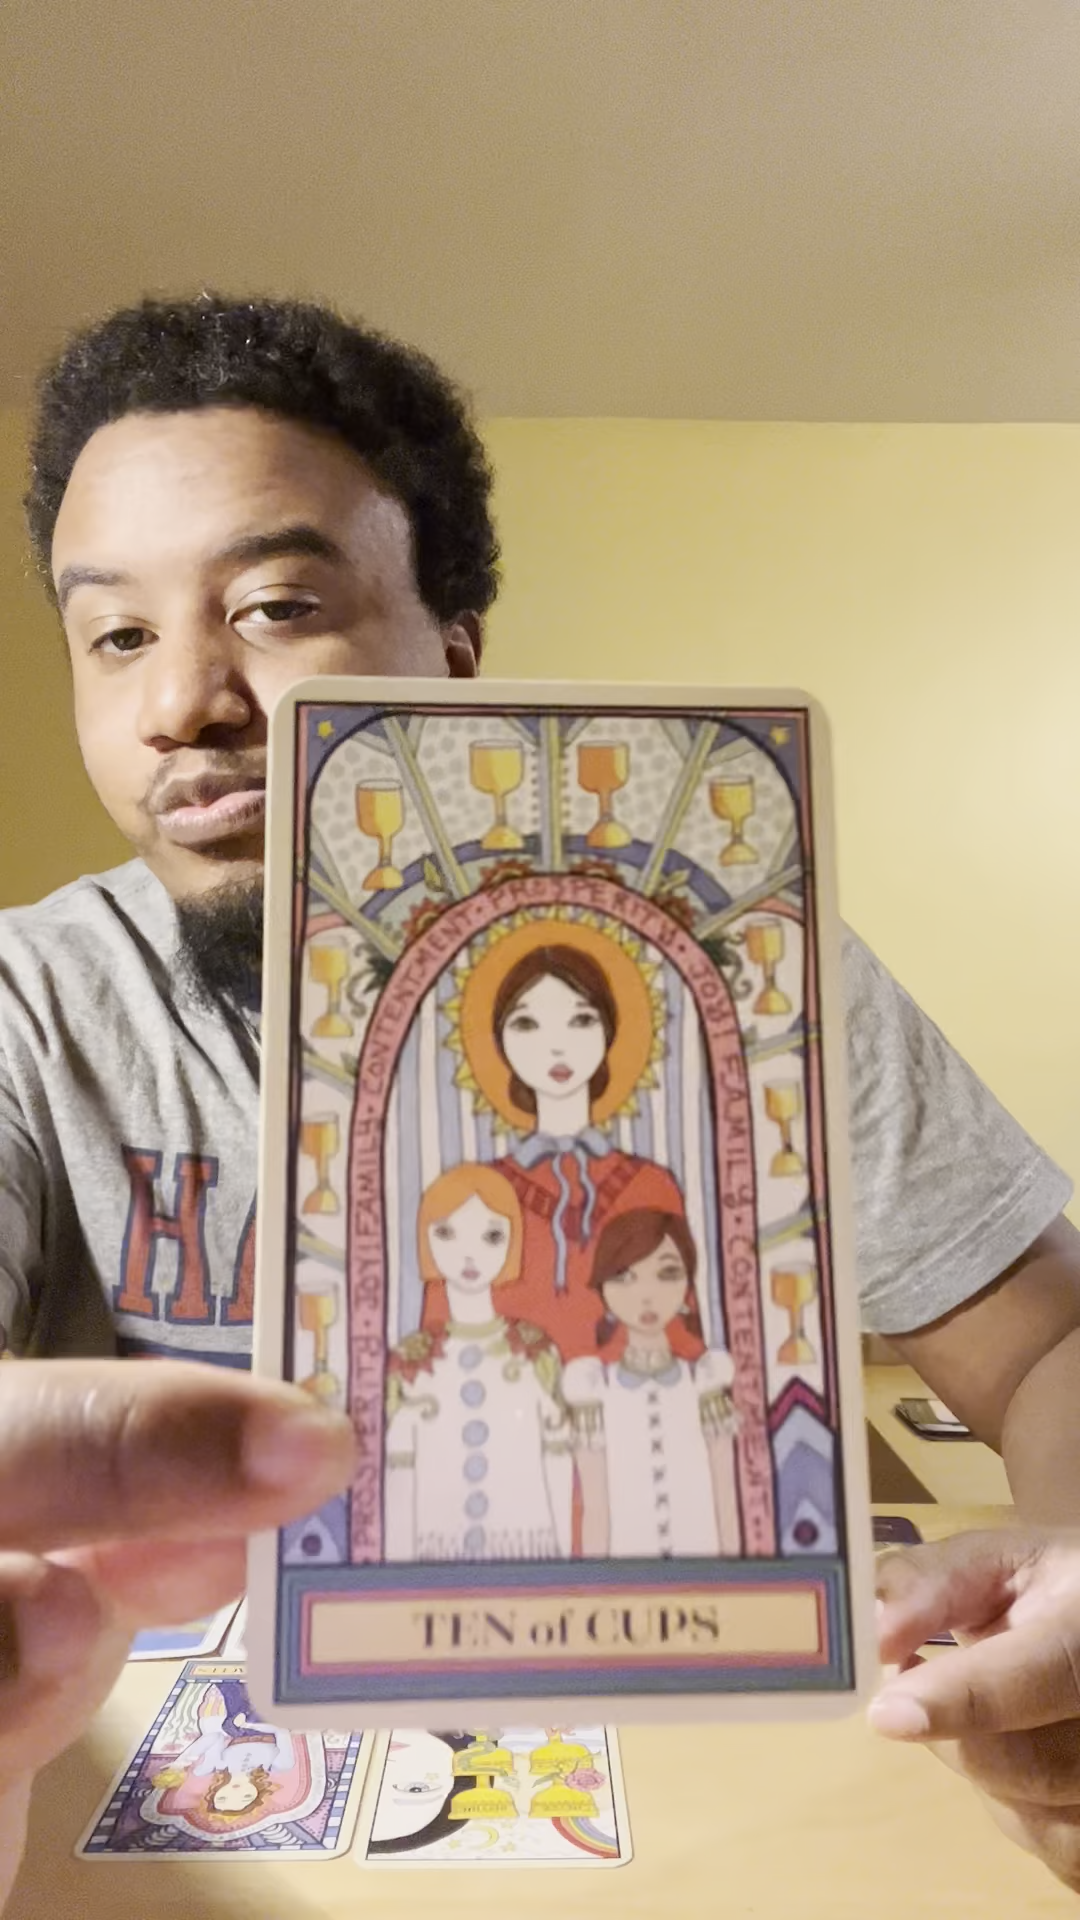 PROSPERITY • JOY! FAMILY • CONTENTMENT • PROSPERITY • JOY! FAMILY • CONTENTMENT • •
TEN of CUPS
HA